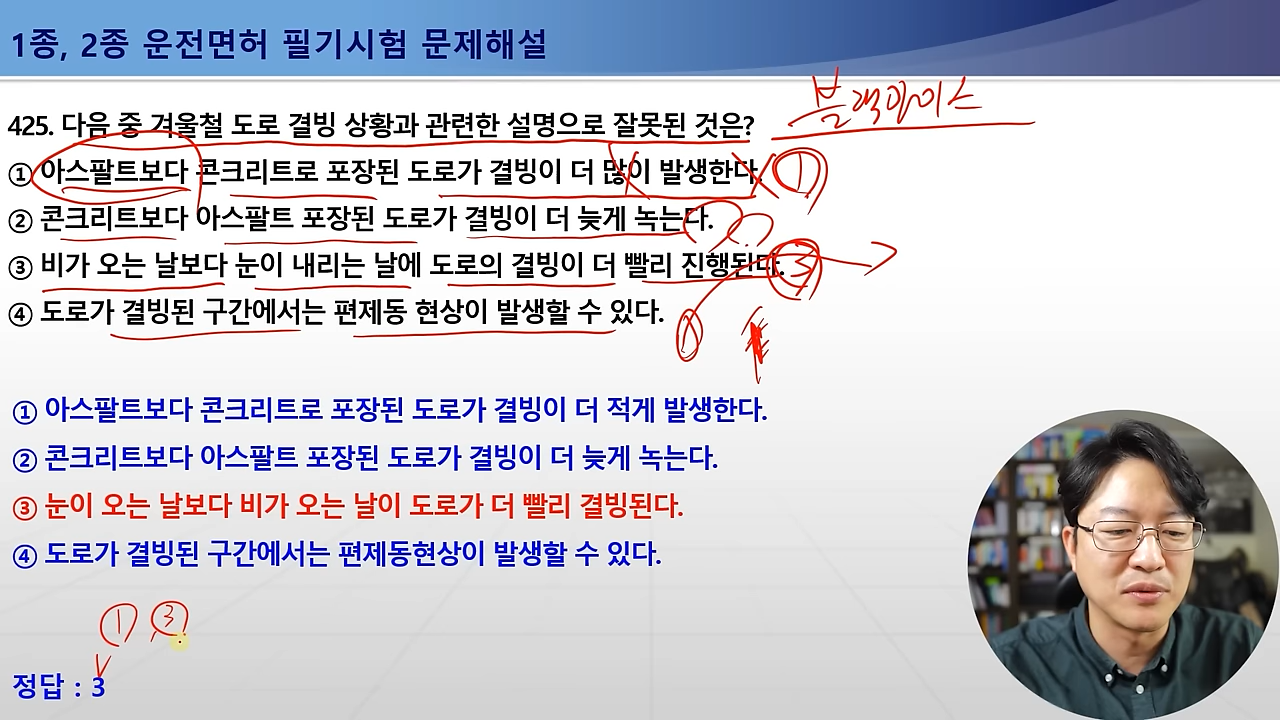 1종, 2종 운전면허 필기시험 문제해설
블랙아이스
425. 다음 중 겨울철 도로 결빙 상황과 관련한 설명으로 잘못된 것은?
① 아스팔트보다 콘크리트로 포장된 도로가 결빙이 더 많이 발생한다. ①
② 콘크리트보다 아스팔트 포장된 도로가 결빙이 더 늦게 녹는다.
③ 비가 오는 날보다 눈이 내리는 날에 도로의 결빙이 더 빨리 진행된다. ③
④ 도로가 결빙된 구간에서는 편제동 현상이 발생할 수 있다.
① 아스팔트보다 콘크리트로 포장된 도로가 결빙이 더 적게 발생한다.
② 콘크리트보다 아스팔트 포장된 도로가 결빙이 더 늦게 녹는다.
③ 눈이 오는 날보다 비가 오는 날이 도로가 더 빨리 결빙된다.
④ 도로가 결빙된 구간에서는 편제동현상이 발생할 수 있다.
① ③
정답 : 3